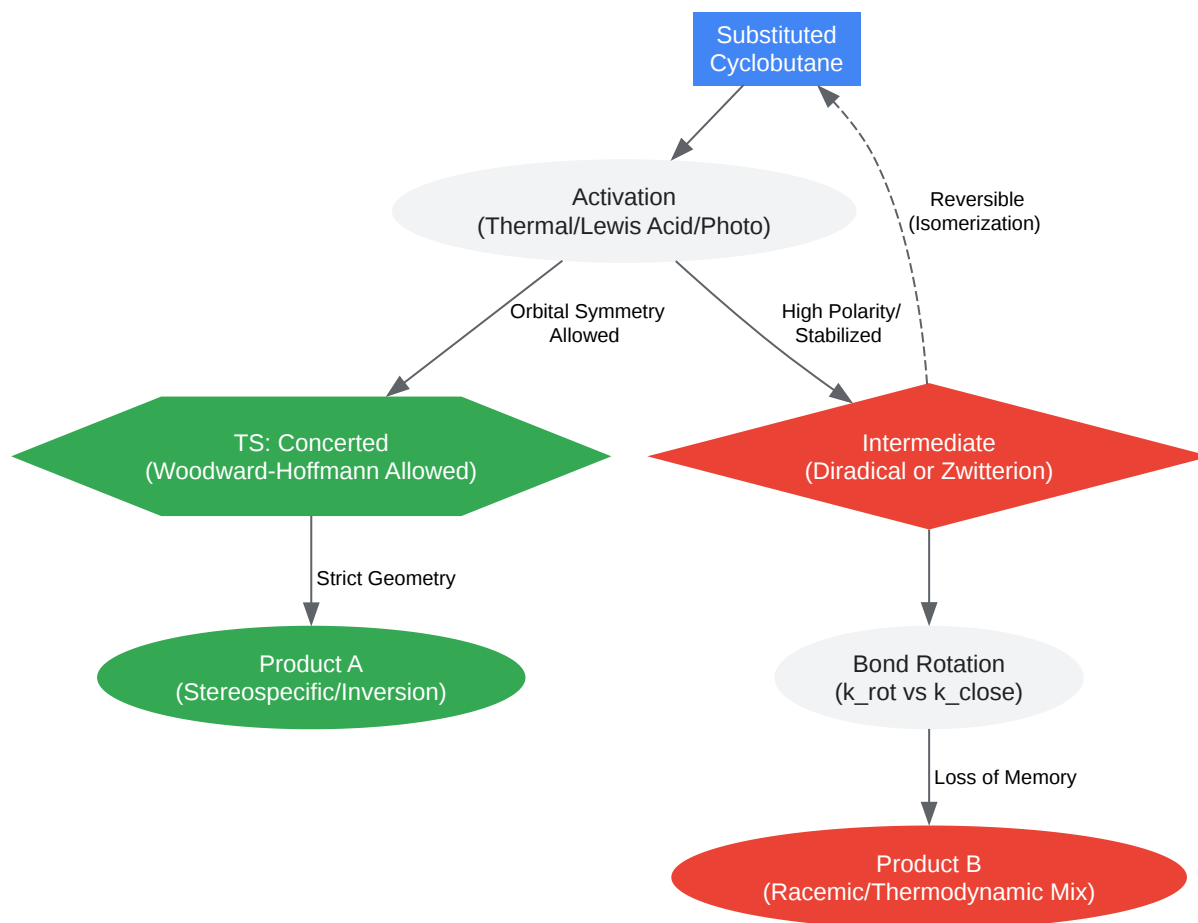 Substituted
Cyclobutane
Activation
(Thermal/Lewis Acid/Photo)
Reversible
(Isomerization)
Orbital Symmetry
Allowed
High Polarity/
Stabilized
TS: Concerted
(Woodward-Hoffmann Allowed)
Intermediate
(Diradical or Zwitterion)
Strict Geometry
Product A
(Stereospecific/Inversion)
Bond Rotation
(k_rot vs k_close)
Loss of Memory
Product B
(Racemic/Thermodynamic Mix)